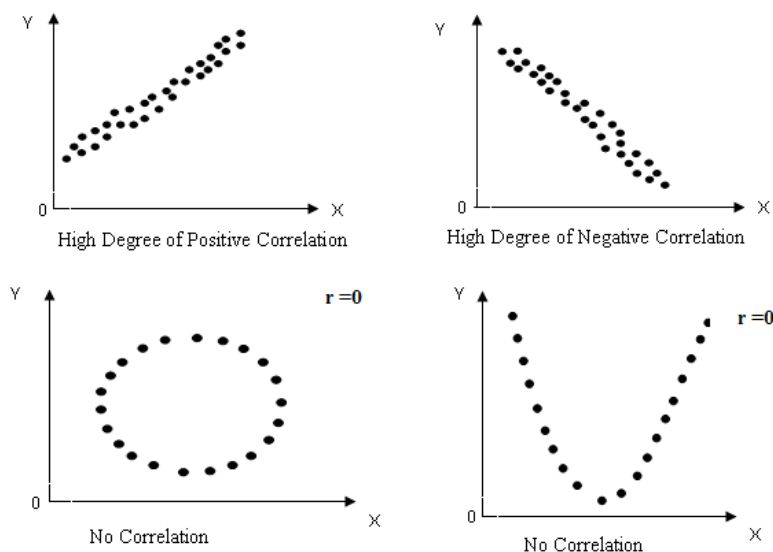 Y
0
X
High Degree of Positive Correlation
Y
0
X
High Degree of Negative Correlation
Y
r =0
0
X
No Correlation
Y
r =0
0
X
No Correlation